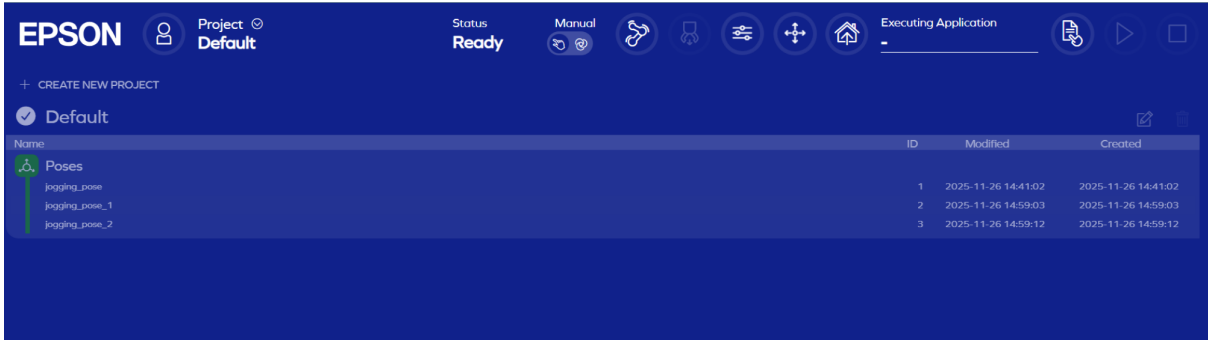 EPSON
Project
Default
Status
Ready
Manual
Executing Application
-
+ CREATE NEW PROJECT
Default
Name ID Modified Created
Poses
jogging_pose 1 2025-11-26 14:41:02 2025-11-26 14:41:02
jogging_pose_1 2 2025-11-26 14:59:03 2025-11-26 14:59:03
jogging_pose_2 3 2025-11-26 14:59:12 2025-11-26 14:59:12